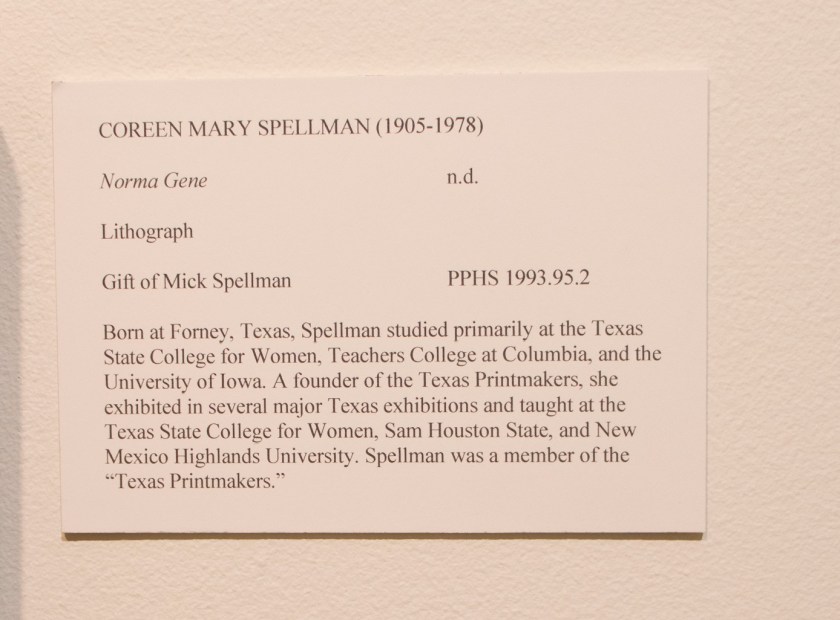 COREEN MARY SPELLMAN (1905-1978)
Norma Gene n.d.
Lithograph
Gift of Mick Spellman PPHS 1993.95.2
Born at Forney, Texas, Spellman studied primarily at the Texas
State College for Women, Teachers College at Columbia, and the
University of Iowa. A founder of the Texas Printmakers, she
exhibited in several major Texas exhibitions and taught at the
Texas State College for Women, Sam Houston State, and New
Mexico Highlands University. Spellman was a member of the
“Texas Printmakers.”